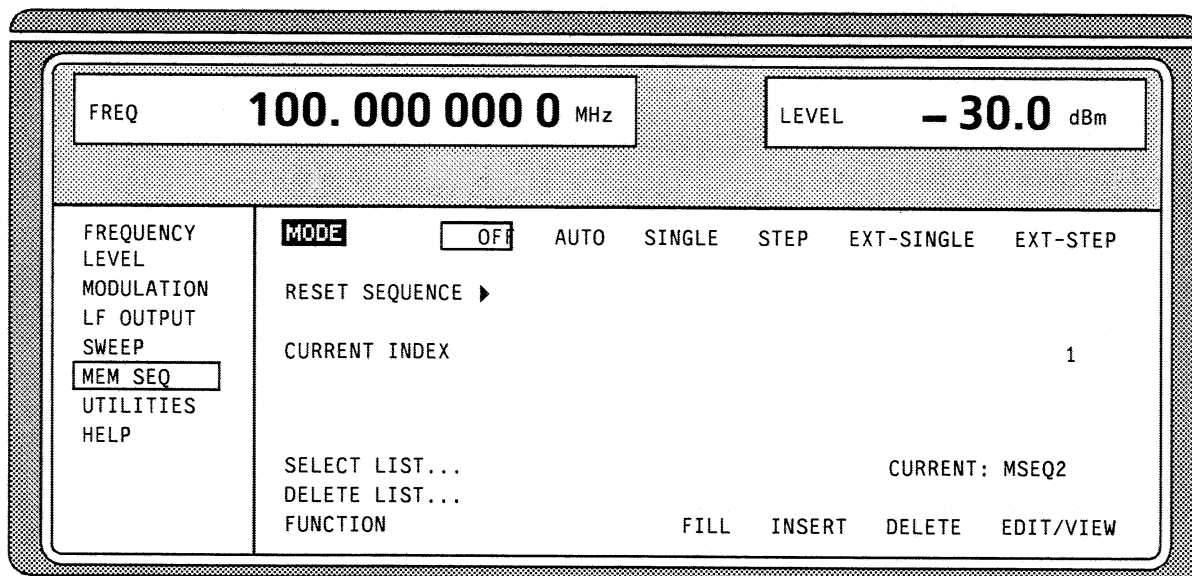 FREQ 100.000 000 0 MHz
LEVEL – 30.0 dBm
FREQUENCY
LEVEL
MODULATION
LF OUTPUT
SWEEP
MEM SEQ
UTILITIES
HELP
MODE OFF AUTO SINGLE STEP EXT-SINGLE EXT-STEP
RESET SEQUENCE ▶
CURRENT INDEX 1
SELECT LIST... CURRENT: MSEQ2
DELETE LIST...
FUNCTION FILL INSERT DELETE EDIT/VIEW